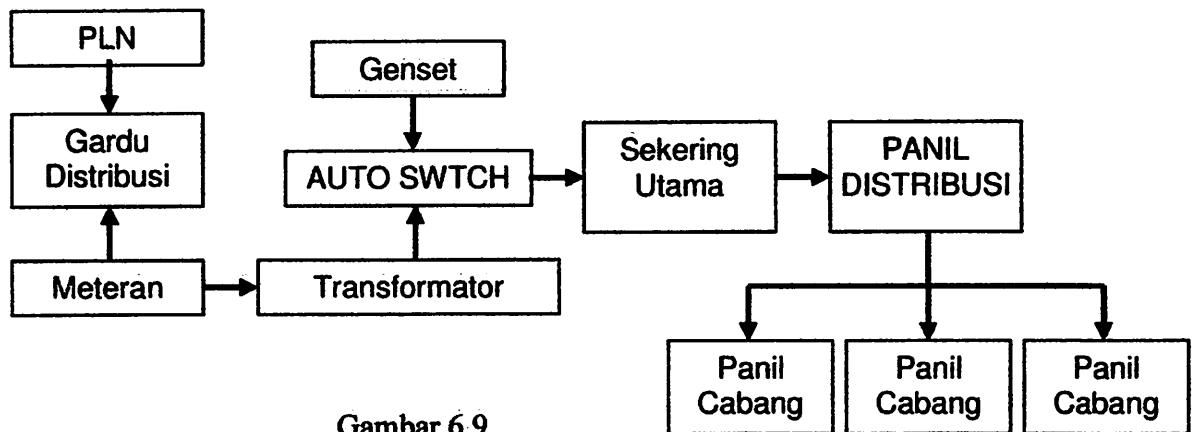 PLN
Gardu
Distribusi
Meteran
Genset
AUTO SWTCH
Transformator
Sekering
Utama
PANIL
DISTRIBUSI
Panil
Cabang
Panil
Cabang
Panil
Cabang
Gambar 6.9